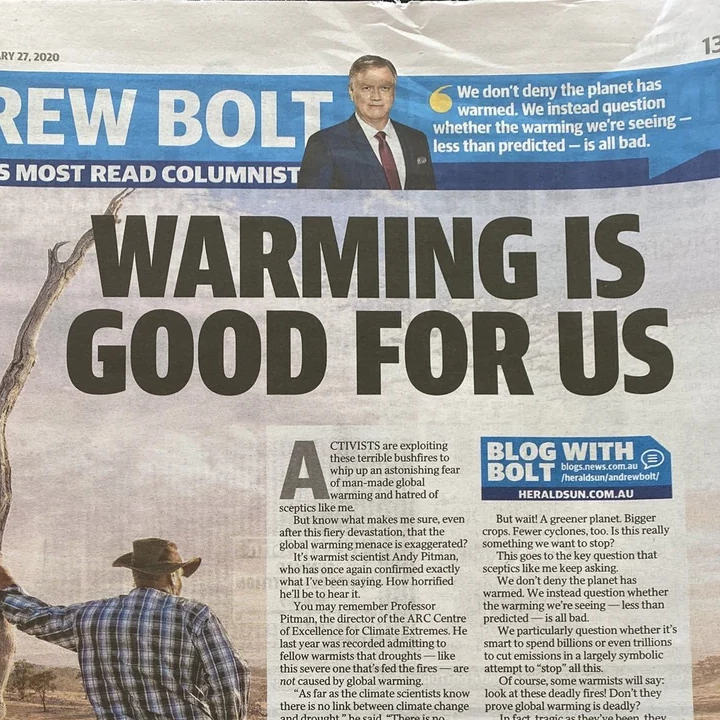 ARY 27, 2020
13
REW BOLT
S MOST READ COLUMNIST
We don't deny the planet has
warmed. We instead question
whether the warming we're seeing —
less than predicted — is all bad.
WARMING IS
GOOD FOR US
ACTIVISTS are exploiting
these terrible bushfires to
whip up an astonishing fear
of man-made global
warming and hatred of
sceptics like me.
But know what makes me sure, even
after this fiery devastation, that the
global warming menace is exaggerated?
It's warmist scientist Andy Pitman,
who has once again confirmed exactly
what I've been saying. How horrified
he'll be to hear it.
You may remember Professor
Pitman, the director of the ARC Centre
of Excellence for Climate Extremes. He
last year was recorded admitting to
fellow warmists that droughts — like
this severe one that's fed the fires — are
not caused by global warming.
"As far as the climate scientists know
there is no link between climate change
and drought," he said. "There is no
BLOG WITH
BOLT
blogs.news.com.au
/heraldsun/andrewbolt/
HERALDSUN.COM.AU
But wait! A greener planet. Bigger
crops. Fewer cyclones, too. Is this really
something we want to stop?
This goes to the key question that
sceptics like me keep asking.
We don't deny the planet has
warmed. We instead question whether
the warming we're seeing — less than
predicted — is all bad.
We particularly question whether it's
smart to spend billions or even trillions
to cut emissions in a largely symbolic
attempt to "stop" all this.
Of course, some warmists will say:
look at these deadly fires! Don't they
prove global warming is deadly?
In fact, tragic as they've been, they